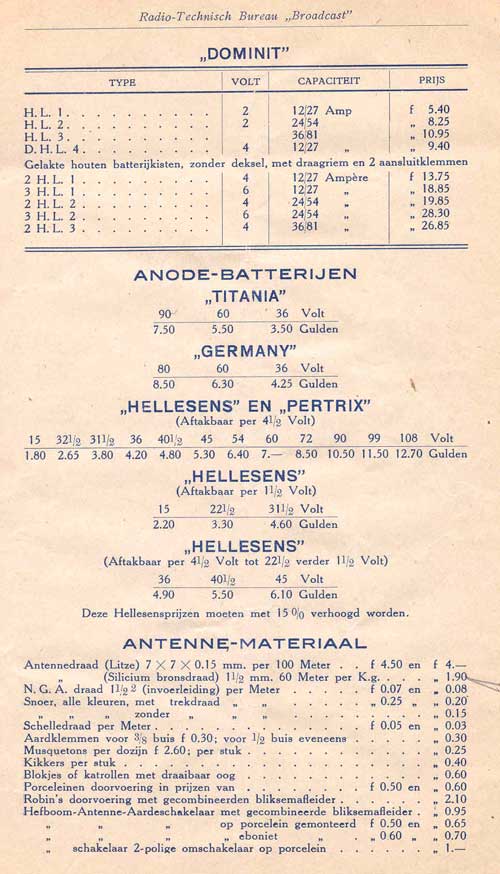 Radio-Technisch Bureau „Broadcast”
„DOMINIT”
TYPE VOLT CAPACITEIT PRIJS
H. L. 1 . . . . . . . . . . 2 12/27 Amp f 5.40
H. L. 2 . . . . . . . . . . 2 24/54 „ 8.25
H. L. 3 . . . . . . . . . . 36/81 „ 10.95
D. H. L. 4 . . . . . . . . . 4 12/27 „ „ 9.40
Gelakte houten batterijkisten, zonder deksel, met draagriem en 2 aansluitklemmen
2 H. L. 1 . . . . . . . . . 4 12/27 Ampère f 13.75
3 H. L. 1 . . . . . . . . . 6 12/27 „ „ 18.85
2 H. L. 2 . . . . . . . . . 4 24/54 „ „ 19.85
3 H. L. 2 . . . . . . . . . 6 24/54 „ „ 28.30
2 H. L. 3 . . . . . . . . . 4 36/81 „ „ 26.85
ANODE-BATTERIJEN
„TITANIA”
90 60 36 Volt
7.50 5.50 3.50 Gulden
„GERMANY”
80 60 36 Volt
8.50 6.30 4.25 Gulden
„HELLESENS” EN „PERTRIX”
(Aftakbaar per 4½ Volt)
15 32½ 31½ 36 40½ 45 54 60 72 90 99 108 Volt
1.80 2.65 3.80 4.20 4.80 5.30 6.40 7.— 8.50 10.50 11.50 12.70 Gulden
„HELLESENS”
(Aftakbaar per 1½ Volt)
15 22½ 31½ Volt
2.20 3.30 4.60 Gulden
„HELLESENS”
(Aftakbaar per 4½ Volt tot 22½ verder 1½ Volt)
36 40½ 45 Volt
4.90 5.50 6.10 Gulden
Deze Hellesensprijzen moeten met 15 % verhoogd worden.
ANTENNE-MATERIAAL
Antennedraad (Litze) 7 × 7 × 0.15 mm. per 100 Meter . . f 4.50 en f 4.—
„ (Silicium bronsdraad) 1½ mm. 60 Meter per K.g. . . . „ 1.90
N. G. A. draad 1½² (invoerleiding) per Meter . . . f 0.07 en „ 0.08
Snoer, alle kleuren, met trekdraad „ „ . . . „ 0.25 „ „ 0.20
„ „ „ zonder „ „ „ . . . . . . . „ 0.15
Schelledraad per Meter . . . . . . . . . f 0.05 en „ 0.03
Aardklemmen voor ⅜ buis f 0.30; voor ½ buis eveneens . . . . „ 0.30
Musquetons per dozijn f 2.60; per stuk . . . . . . . . „ 0.25
Kikkers per stuk . . . . . . . . . . . . . . „ 0.40
Blokjes of katrollen met draaibaar oog . . . . . . . . „ 0.60
Porceleinen doorvoering in prijzen van . . . . . f 0.50 en „ 0.60
Robin's doorvoering met gecombineerden bliksemafleider . . . . „ 2.10
Hefboom-Antenne-Aardeschakelaar met gecombineerde bliksemafleider . „ 0.95
„ „ „ op porcelein gemonteerd f 0.50 en „ 0.65
„ „ „ „ eboniet „ „ 0.60 „ „ 0.70
„ schakelaar 2-polige omschakelaar op porcelein . . . . . „ 1.—